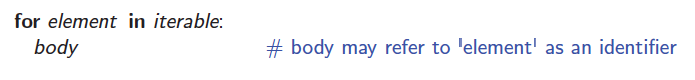 for element in iterable:
body # body may refer to 'element' as an identifier